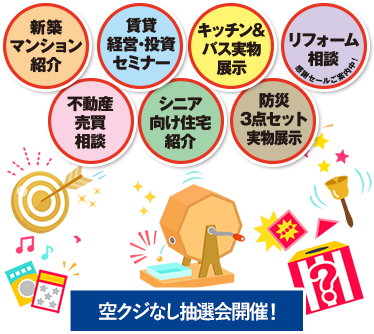 新築
マンション
紹介
賃貸
経営・投資
セミナー
キッチン&
バス実物
展示
リフォーム
相談
感謝セールご案内中！
不動産
売買
相談
シニア
向け住宅
紹介
防災
3点セット
実物展示
?
空クジなし抽選会開催！